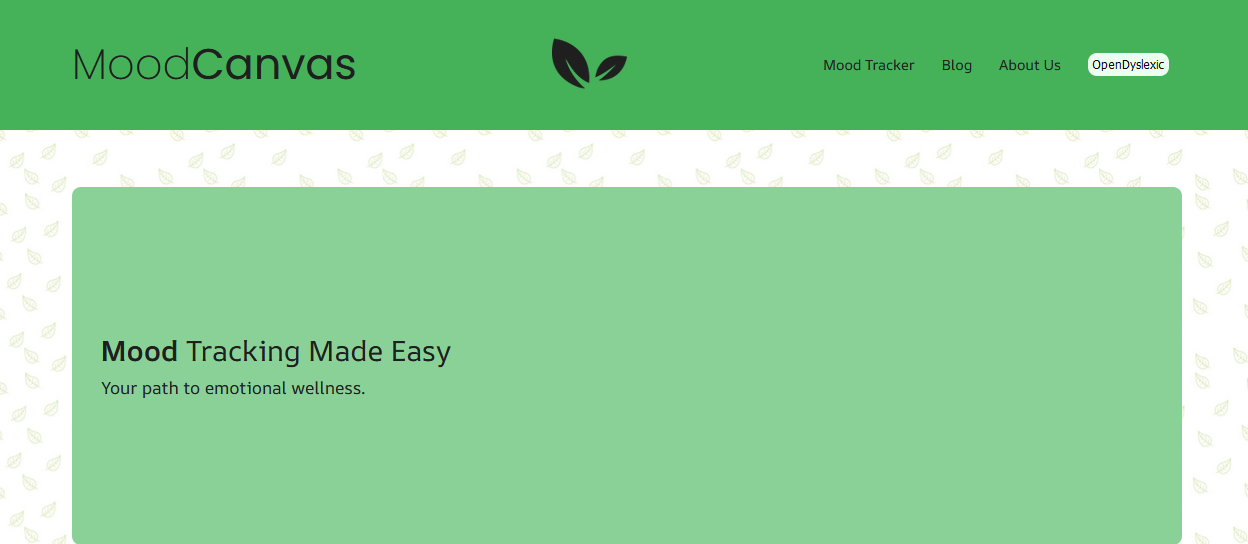 MoodCanvas
Mood Tracker Blog About Us OpenDyslexic
Mood Tracking Made Easy
Your path to emotional wellness.